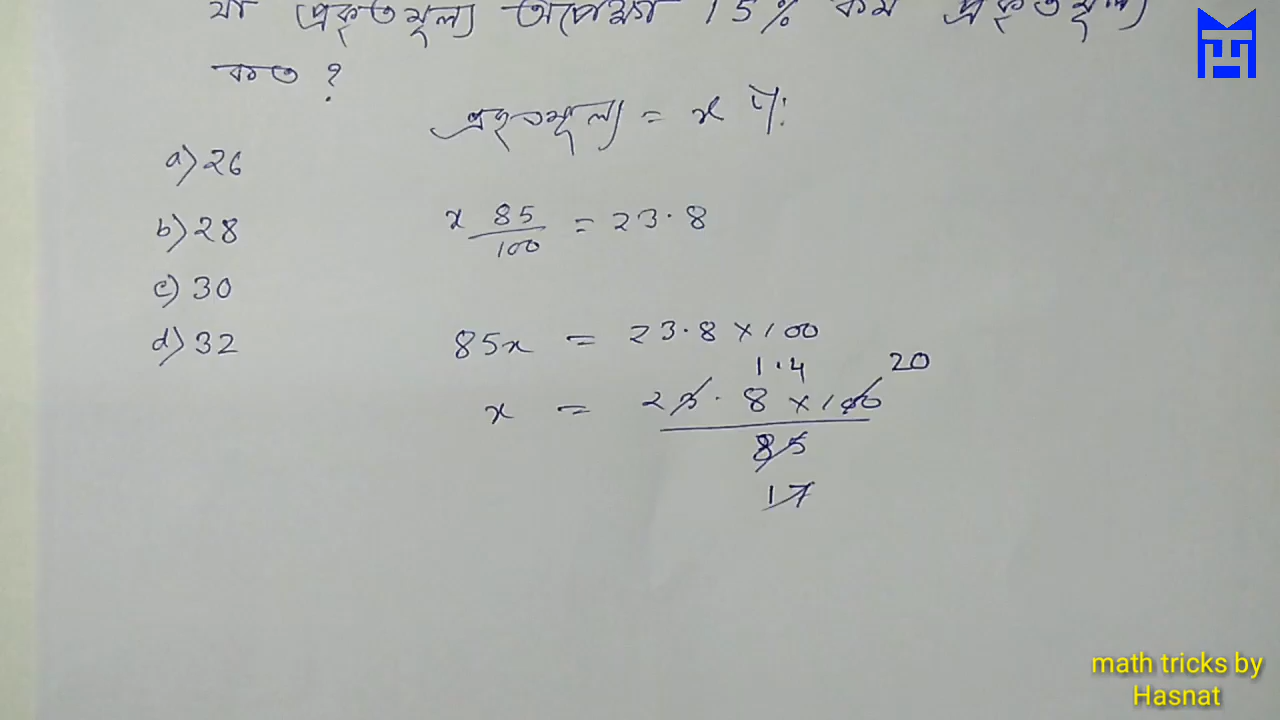 যা প্রকৃতমূল্য অপেক্ষা 15% কম প্রকৃতমূল্য
কত ?
প্রকৃতমূল্য = x
a) 26
b) 28
c) 30
d) 32
x 85/100 = 23.8
85x = 23.8 × 100
1.4 20
x = 23.8 × 100
85
17
math tricks by
Hasnat